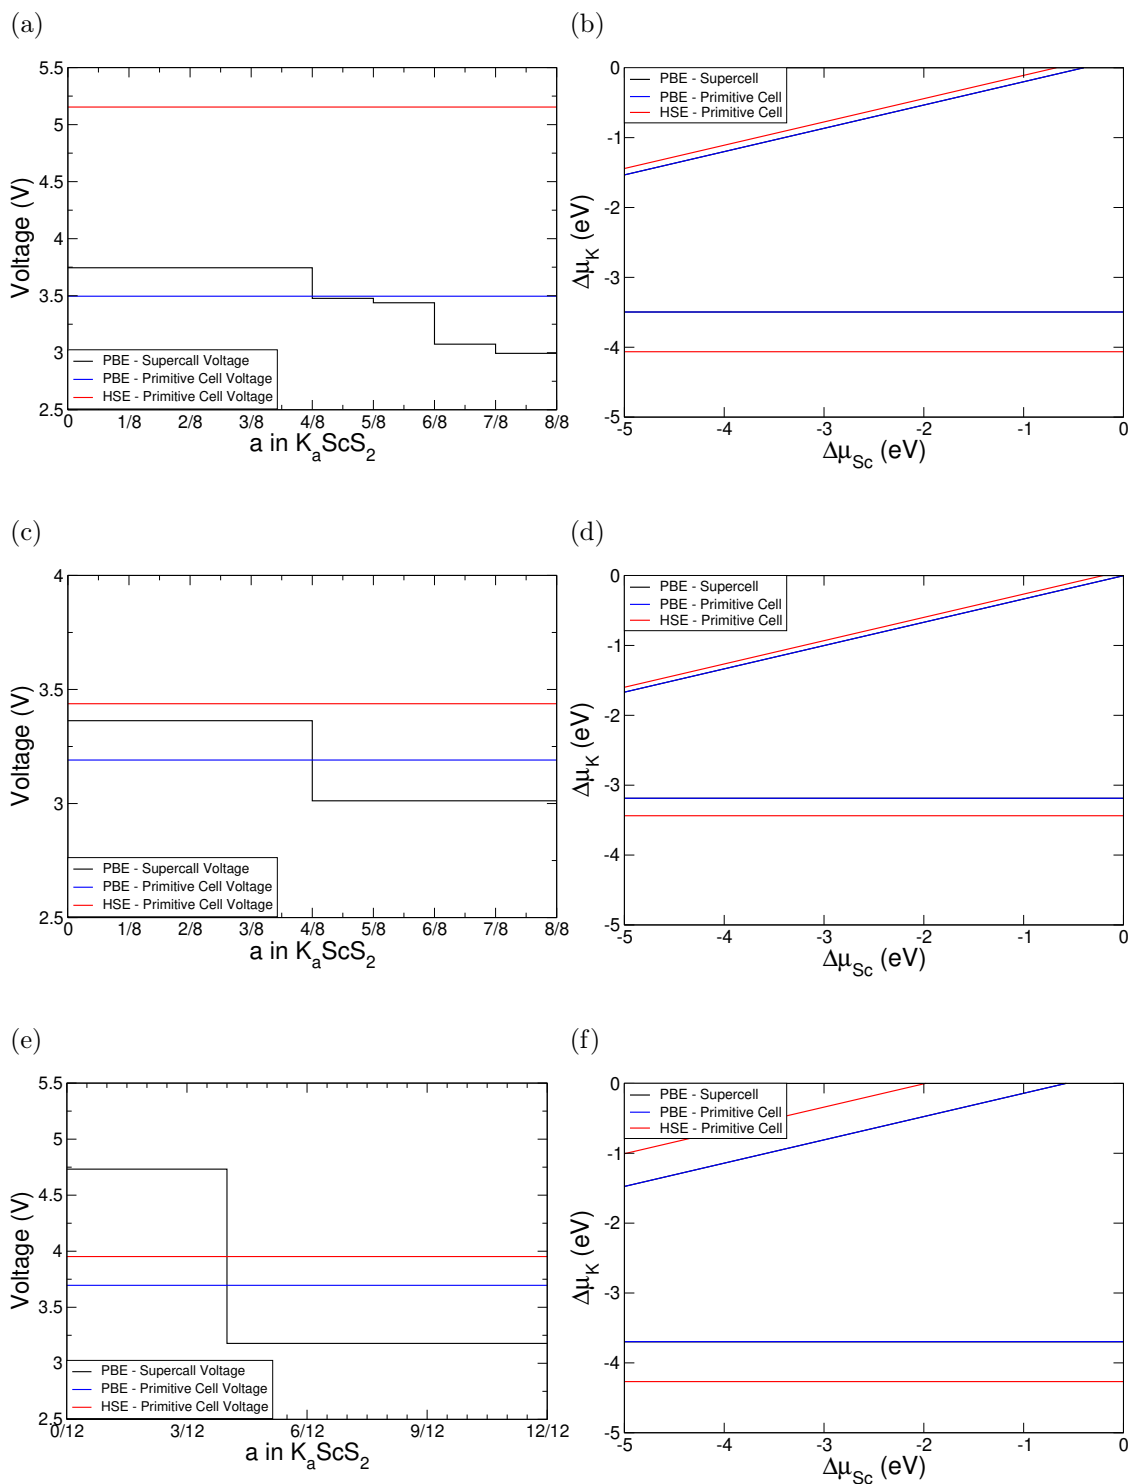 (a)
5.5
5
4.5
4
3.5
3
2.5
Voltage (V)
PBE - Supercall Voltage
PBE - Primitive Cell Voltage
HSE - Primitive Cell Voltage
0 1/8 2/8 3/8 4/8 5/8 6/8 7/8 8/8
a in KaScS2
(b)
0
-1
-2
-3
-4
-5
ΔμK (eV)
PBE - Supercell
PBE - Primitive Cell
HSE - Primitive Cell
-5 -4 -3 -2 -1 0
ΔμSc (eV)
(c)
4
3.5
3
2.5
Voltage (V)
PBE - Supercall Voltage
PBE - Primitive Cell Voltage
HSE - Primitive Cell Voltage
0 1/8 2/8 3/8 4/8 5/8 6/8 7/8 8/8
a in KaScS2
(d)
0
-1
-2
-3
-4
-5
ΔμK (eV)
PBE - Supercell
PBE - Primitive Cell
HSE - Primitive Cell
-5 -4 -3 -2 -1 0
ΔμSc (eV)
(e)
5.5
5
4.5
4
3.5
3
2.5
Voltage (V)
PBE - Supercall Voltage
PBE - Primitive Cell Voltage
HSE - Primitive Cell Voltage
0/12 3/12 6/12 9/12 12/12
a in KaScS2
(f)
0
-1
-2
-3
-4
-5
ΔμK (eV)
PBE - Supercell
PBE - Primitive Cell
HSE - Primitive Cell
-5 -4 -3 -2 -1 0
ΔμSc (eV)